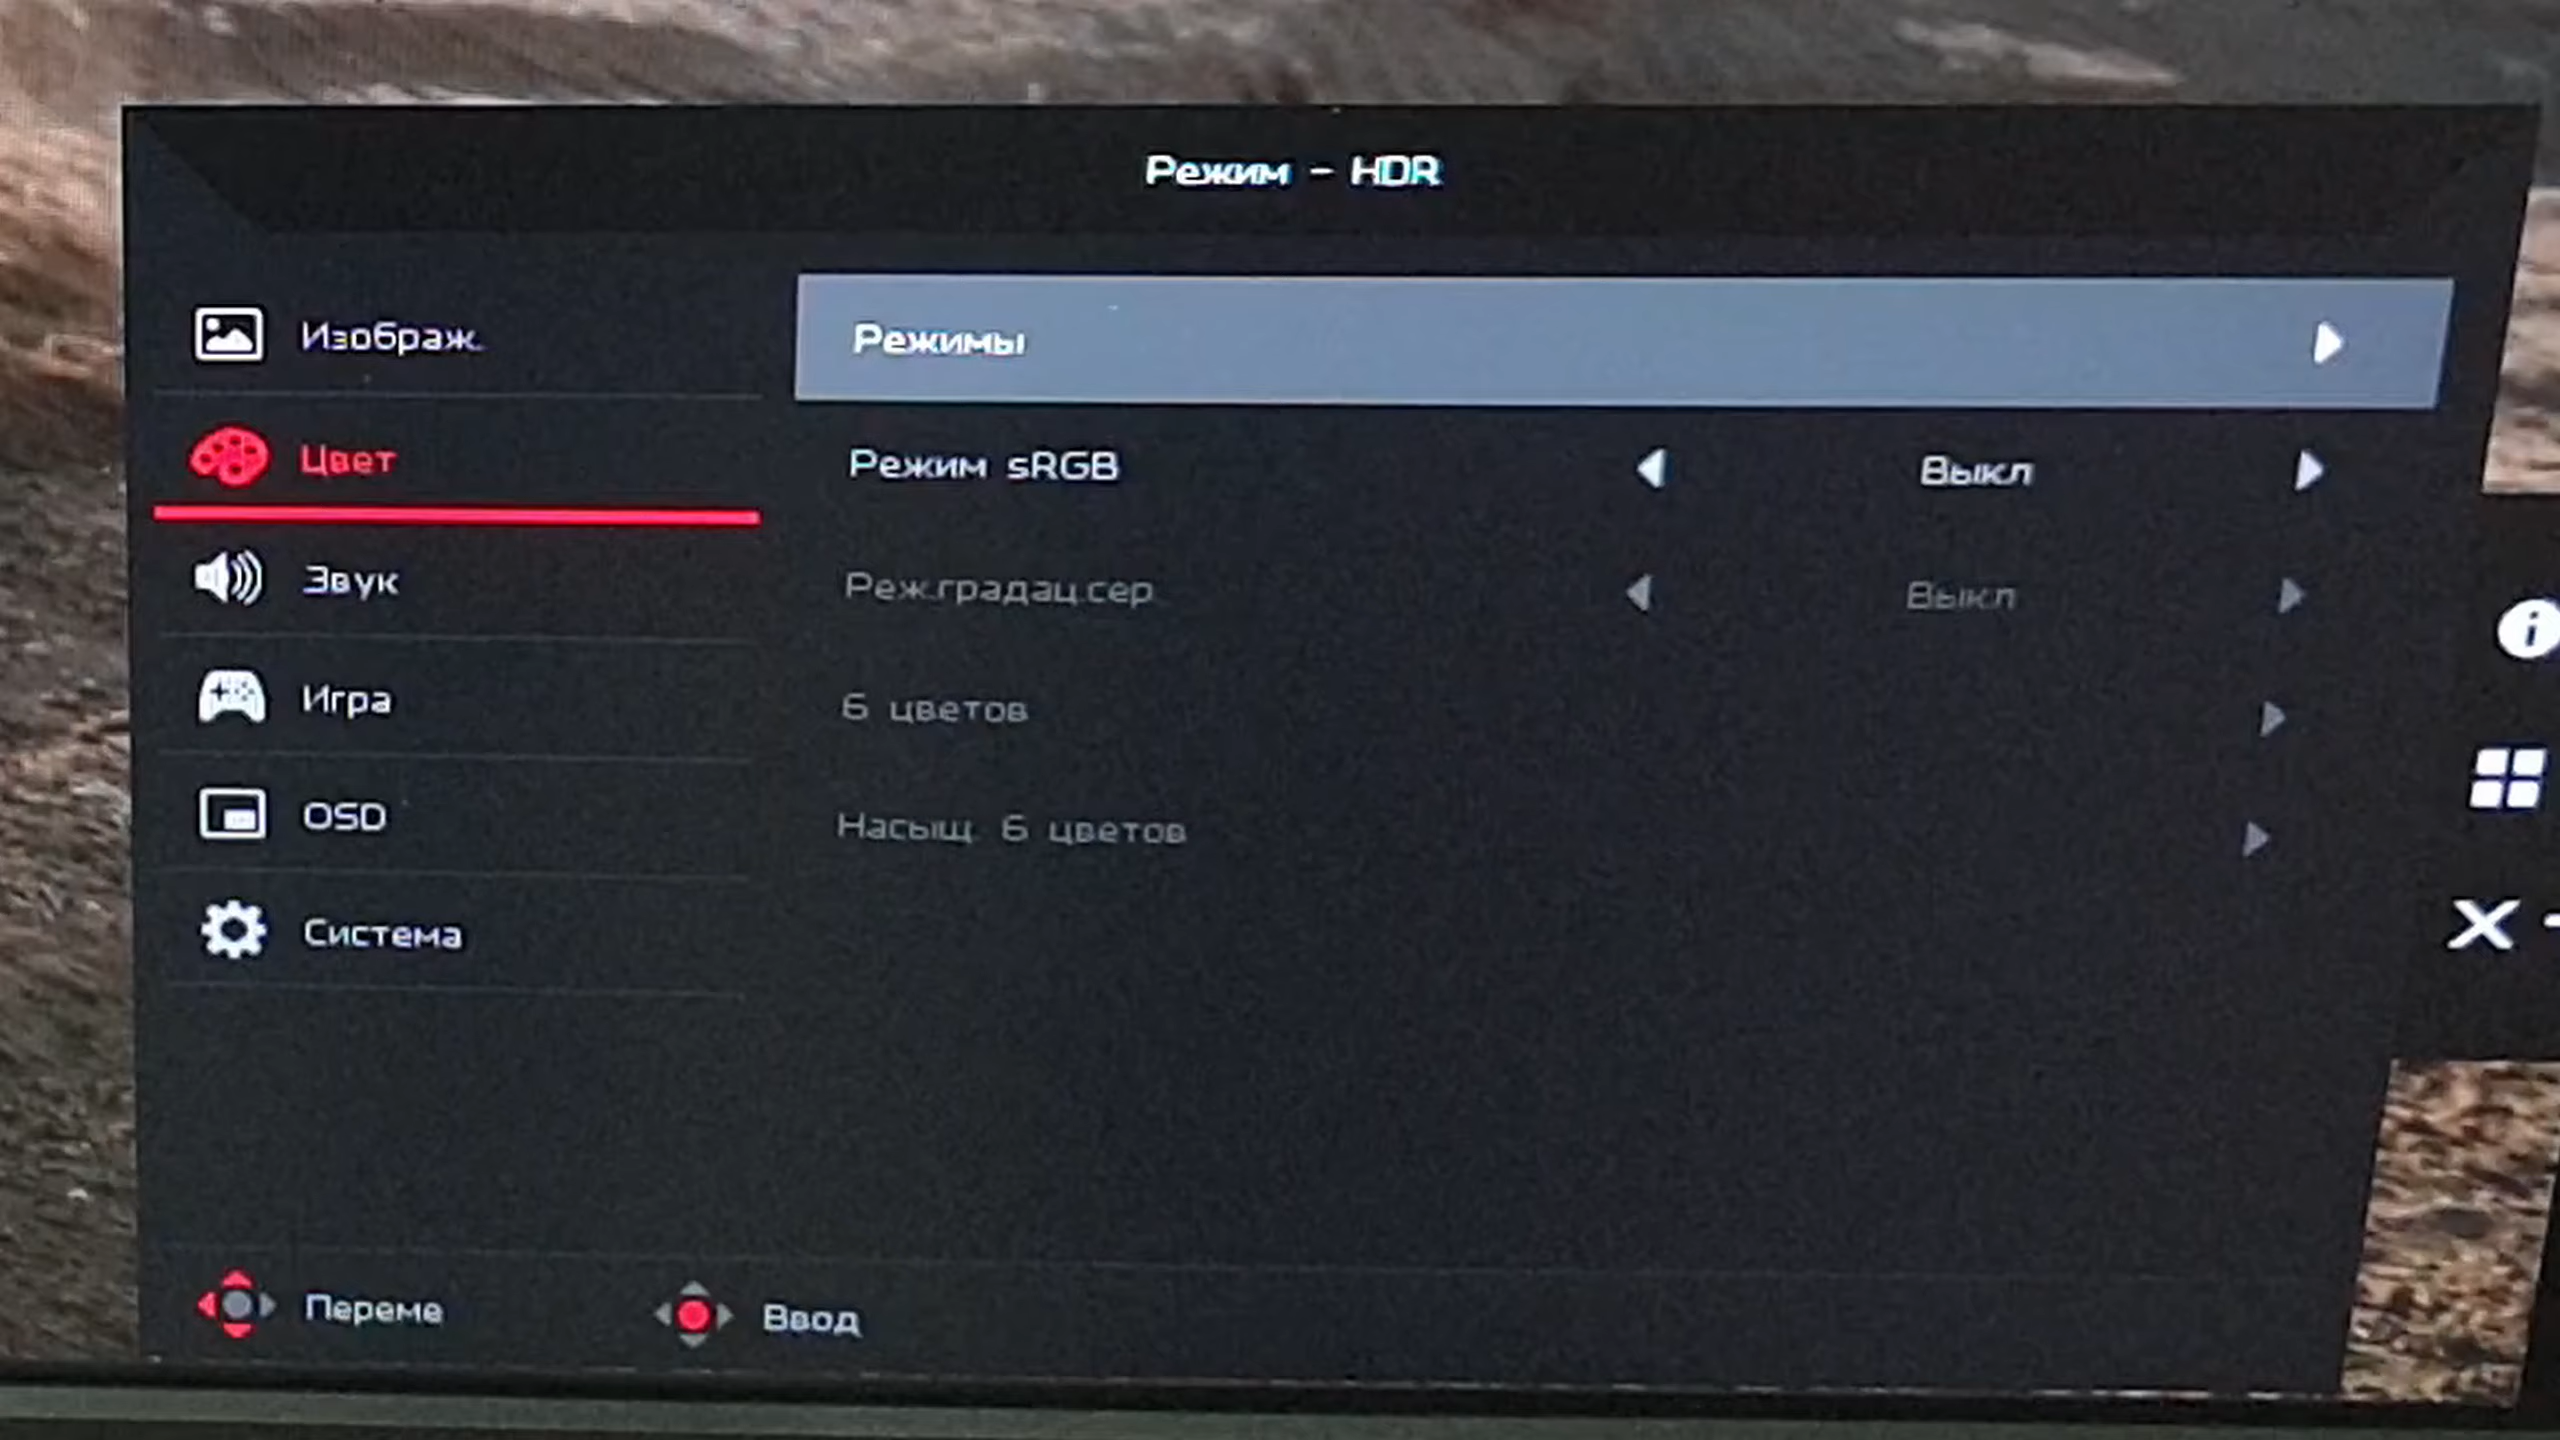 Режим - HDR
Изображ.
Режимы
Цвет
Режим sRGB Выкл
Звук
Реж.градац.сер. Выкл
Игра
6 цветов
OSD
Насыщ. 6 цветов
Система
Переме
Ввод